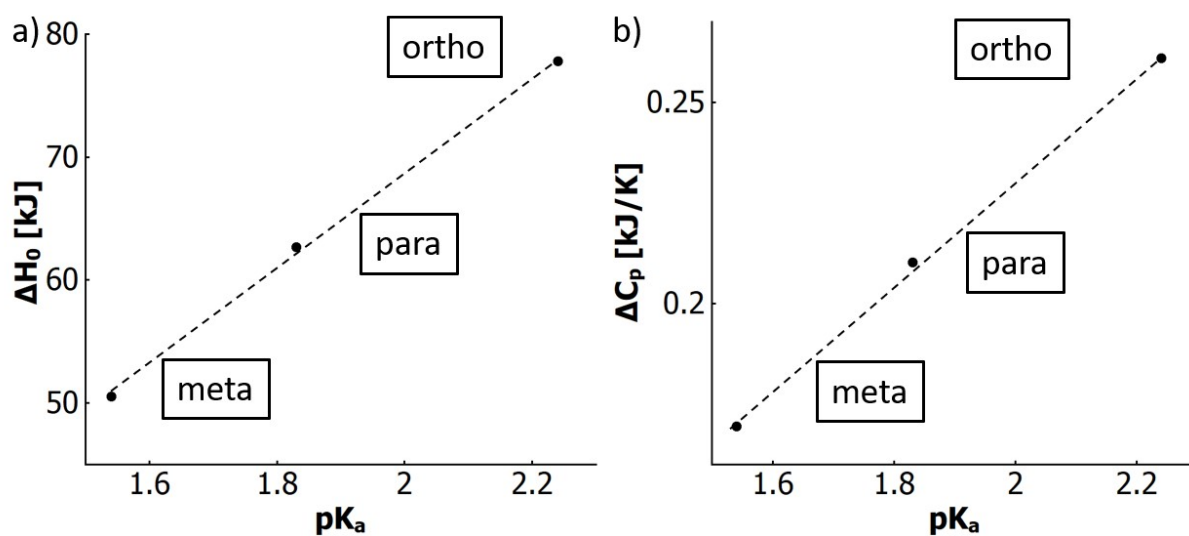 a)
80
70
60
50
ΔH₀ [kJ]
ortho
para
meta
1.6
1.8
2
2.2
pKₐ
b)
0.25
0.2
ΔCₚ [kJ/K]
ortho
para
meta
1.6
1.8
2
2.2
pKₐ